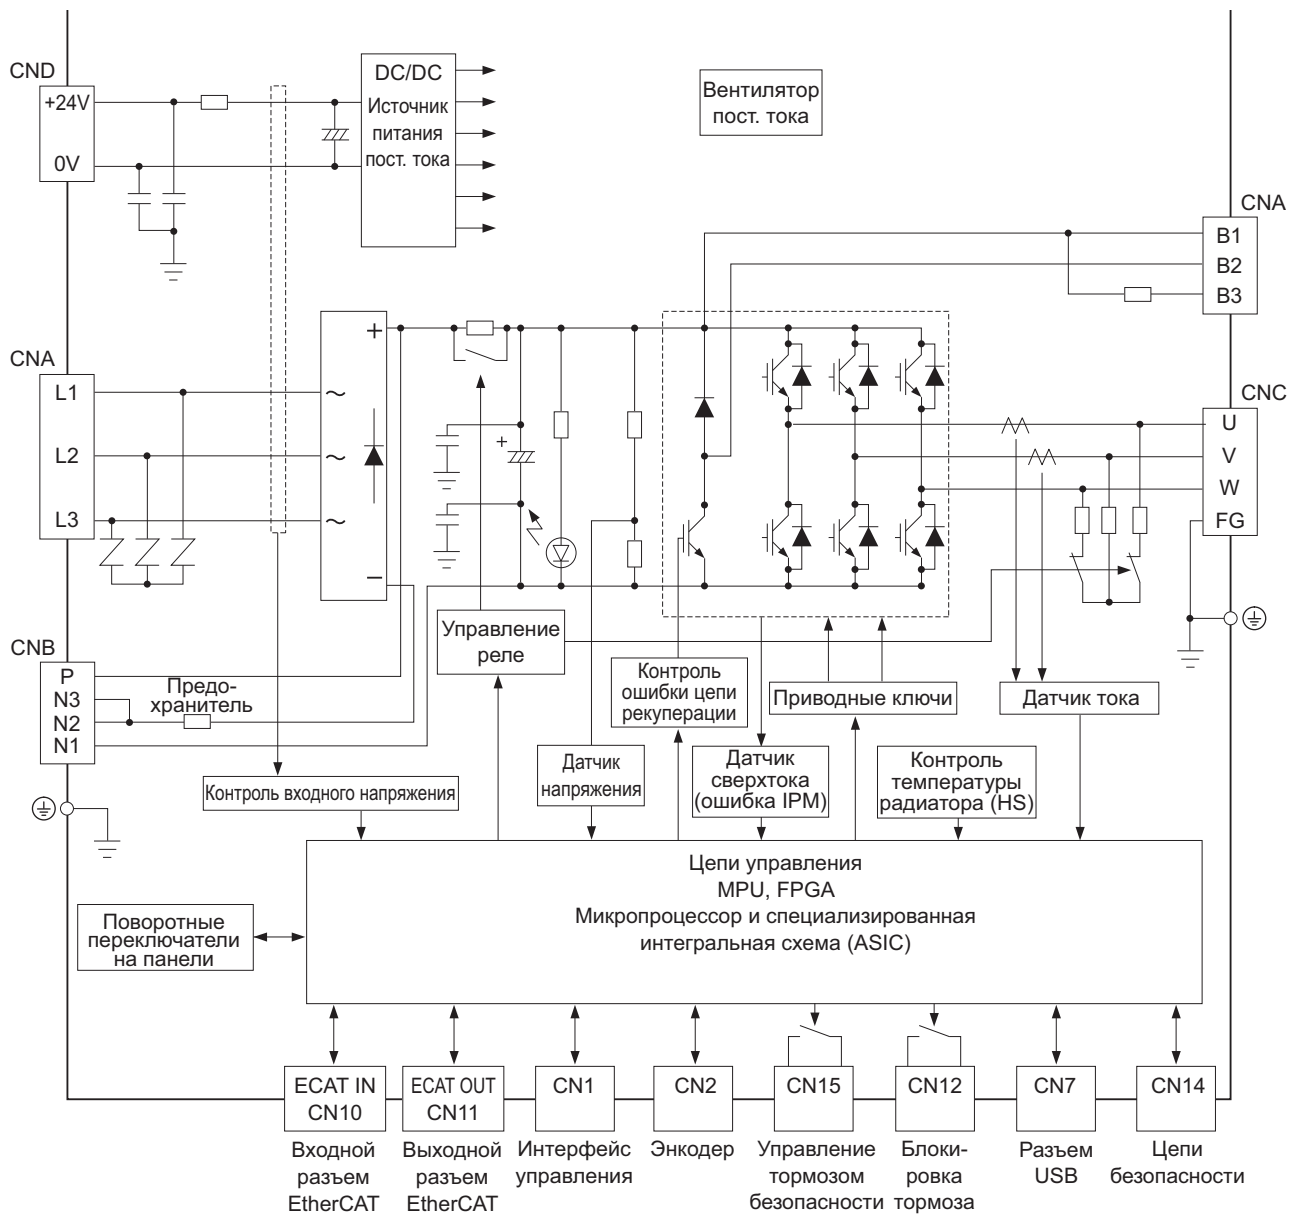 CND
+24V
0V
DC/DC
Источник
питания
пост. тока
Вентилятор
пост. тока
CNA
B1
B2
B3
CNA
L1
L2
L3
+
~
~
~
−
+
CNC
U
V
W
FG
CNB
P
N3
N2
N1
Предо-
хранитель
Управление
реле
Контроль
ошибки цепи
рекуперации
Приводные ключи
Датчик тока
Контроль входного напряжения
Датчик
напряжения
Датчик
сверхтока
(ошибка IPM)
Контроль
температуры
радиатора (HS)
Цепи управления
MPU, FPGA
Микропроцессор и специализированная
интегральная схема (ASIC)
Поворотные
переключатели
на панели
ECAT IN
CN10
ECAT OUT
CN11
CN1
CN2
CN15
CN12
CN7
CN14
Входной
разъем
EtherCAT
Выходной
разъем
EtherCAT
Интерфейс
управления
Энкодер
Управление
тормозом
безопасности
Блоки-
ровка
тормоза
Разъем
USB
Цепи
безопасности